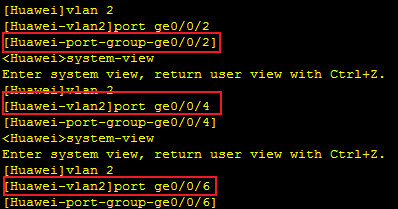 [Huawei]vlan 2
[Huawei-vlan2]port ge0/0/2
[Huawei-port-group-ge0/0/2]
<Huawei>system-view
Enter system view, return user view with Ctrl+Z.
[Huawei]vlan 2
[Huawei-vlan2]port ge0/0/4
[Huawei-port-group-ge0/0/4]
<Huawei>system-view
Enter system view, return user view with Ctrl+Z.
[Huawei]vlan 2
[Huawei-vlan2]port ge0/0/6
[Huawei-port-group-ge0/0/6]